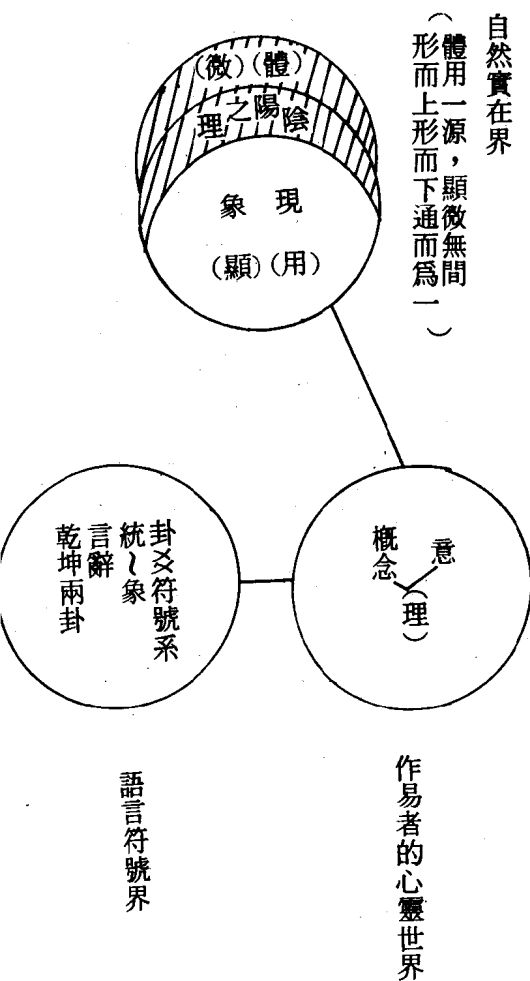 自然實在界
（體用一源，顯微無間
形而上形而下通而爲一）
(體)(微)
陰陽之理
現象
(用)(顯)
作易者的心靈世界
意
概念
（理）
語言符號界
卦爻符號系
統～象
言辭
乾坤兩卦